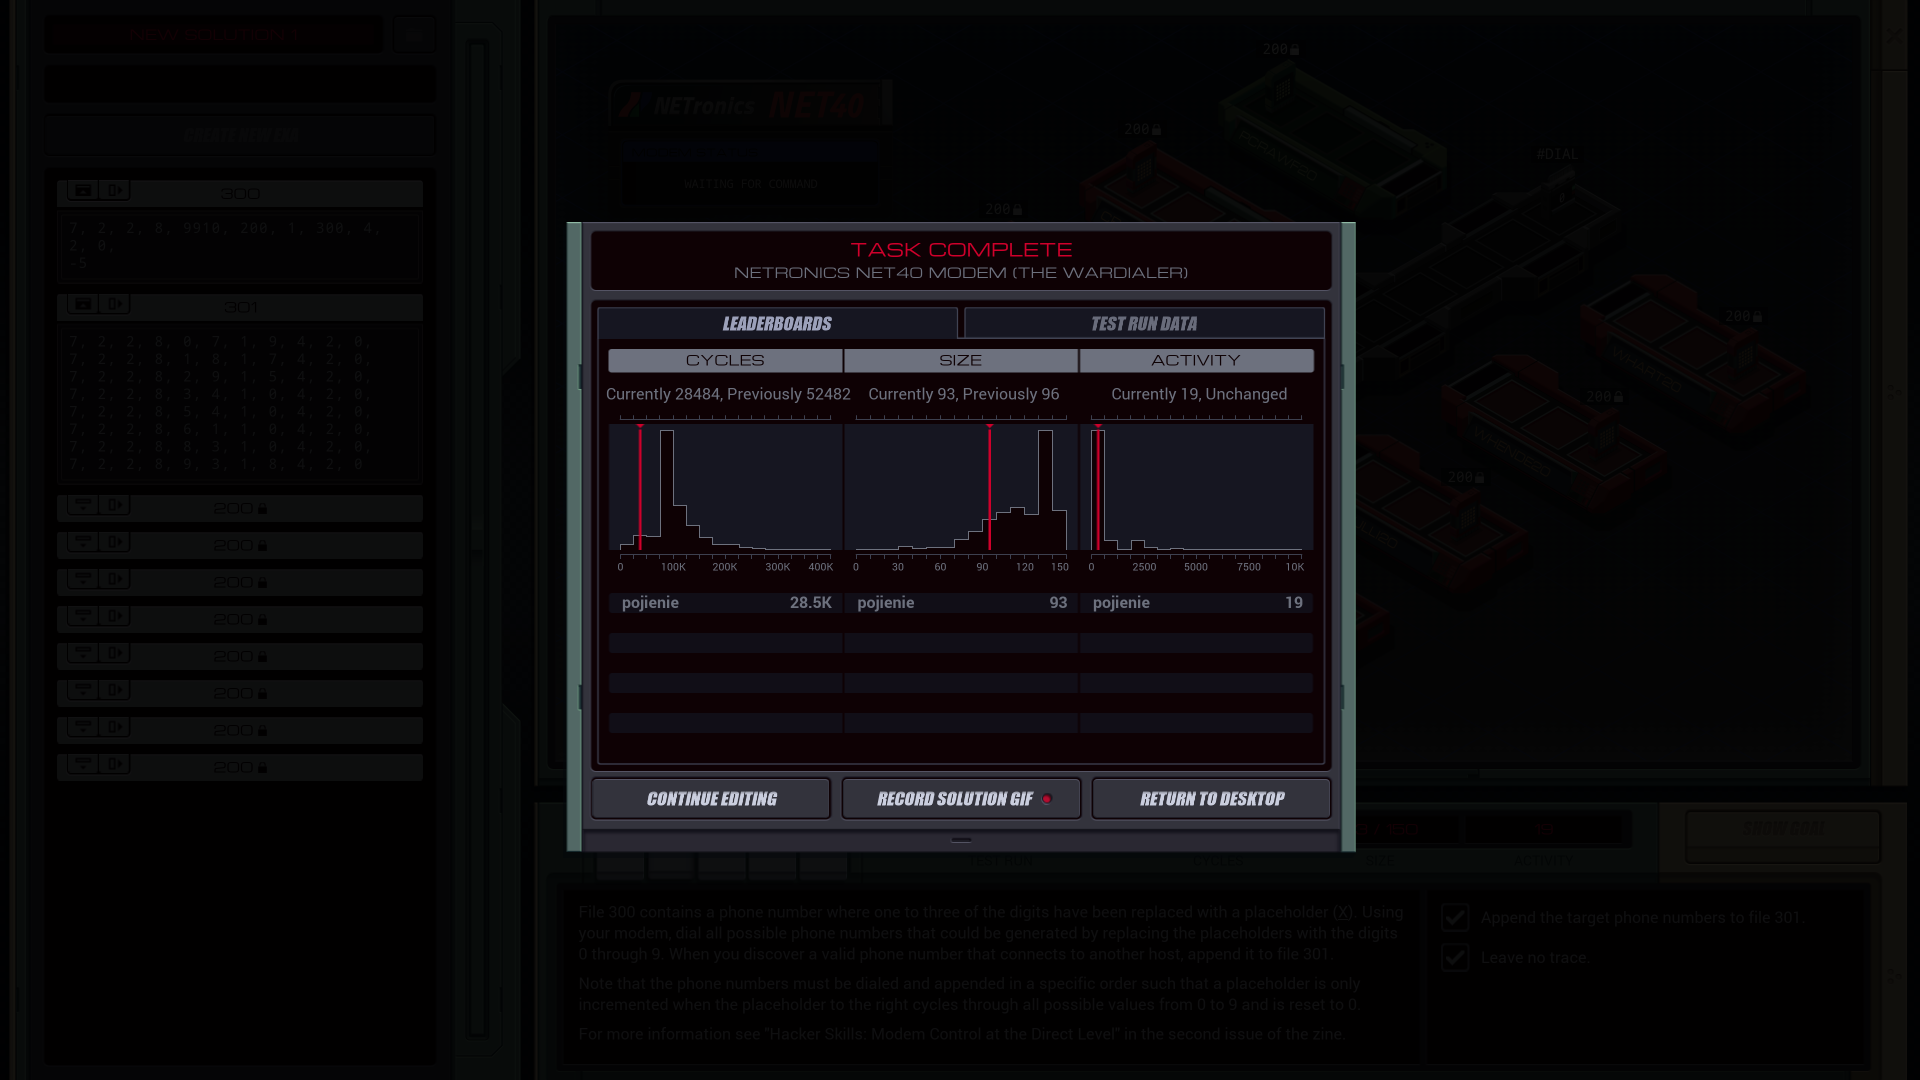 NEW SOLUTION 1
CREATE NEW EXA
300
7, 2, 2, 8, 9910, 200, 1, 300, 4,
2, 0,
-5
301
7, 2, 2, 8, 0, 7, 1, 9, 4, 2, 0,
7, 2, 2, 8, 1, 8, 1, 7, 4, 2, 0,
7, 2, 2, 8, 2, 9, 1, 5, 4, 2, 0,
7, 2, 2, 8, 3, 4, 1, 0, 4, 2, 0,
7, 2, 2, 8, 5, 4, 1, 0, 4, 2, 0,
7, 2, 2, 8, 6, 1, 1, 0, 4, 2, 0,
7, 2, 2, 8, 8, 3, 1, 0, 4, 2, 0,
7, 2, 2, 8, 9, 3, 1, 8, 4, 2, 0
200
200
200
200
200
200
200
200
NETronics NET40
WAITING FOR COMMAND
200
200
200
#DIAL
200
200
200
TASK COMPLETE
NETRONICS NET40 MODEM (THE WARDIALER)
LEADERBOARDS
TEST RUN DATA
CYCLES
SIZE
ACTIVITY
Currently 28484, Previously 52482
Currently 93, Previously 96
Currently 19, Unchanged
0 100K 200K 300K 400K
0 30 60 90 120 150
0 2500 5000 7500 10K
pojienie 28.5K
pojienie 93
pojienie 19
CONTINUE EDITING
RECORD SOLUTION GIF
RETURN TO DESKTOP
TEST RUN
CYCLES
SIZE
ACTIVITY
SHOW GOAL
File 300 contains a phone number where one to three of the digits have been replaced with a placeholder (X). Using
your modem, dial all possible phone numbers that could be generated by replacing the placeholders with the digits
0 through 9. When you discover a valid phone number that connects to another host, append it to file 301.
Note that the phone numbers must be dialed and appended in a specific order such that a placeholder is only
incremented when the placeholder to the right cycles through all possible values from 0 to 9 and is reset to 0.
For more information see "Hacker Skills: Modem Control at the Direct Level" in the second issue of the zine.
Append the target phone numbers to file 301.
Leave no trace.